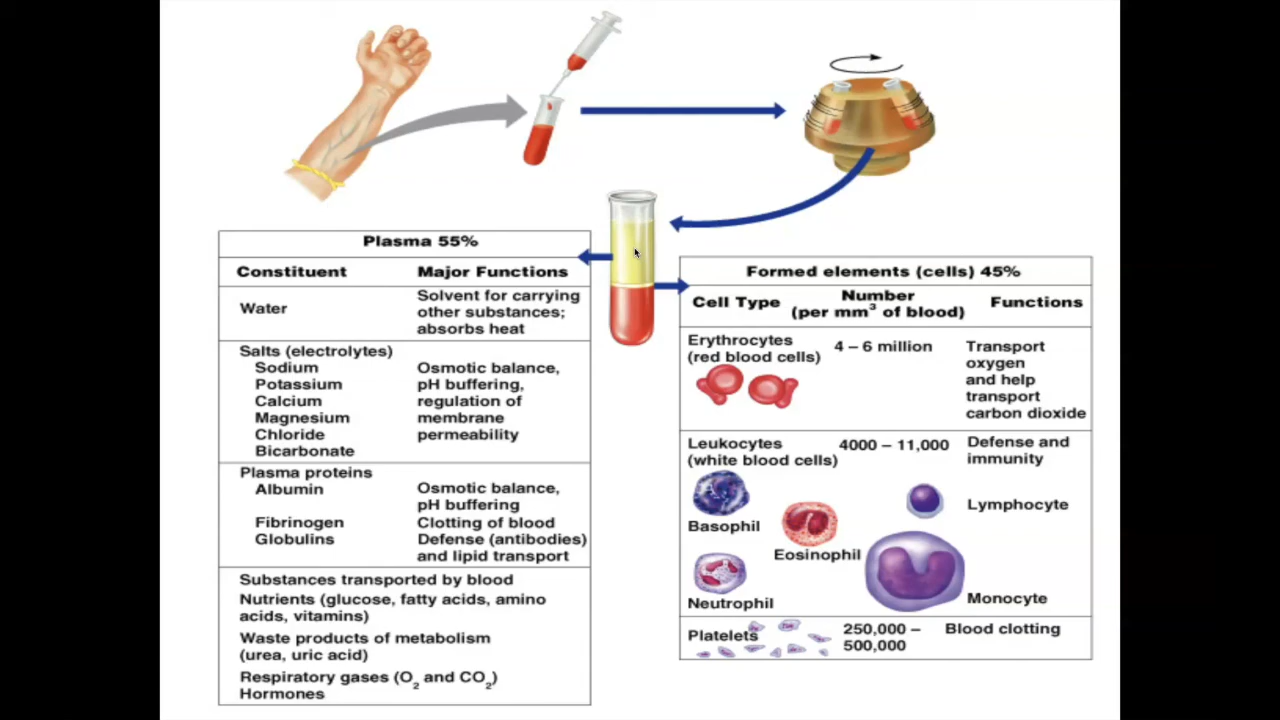 Plasma 55%
Constituent Major Functions
Water
Solvent for carrying
other substances;
absorbs heat
Salts (electrolytes)
Sodium
Potassium
Calcium
Magnesium
Chloride
Bicarbonate
Osmotic balance,
pH buffering,
regulation of
membrane
permeability
Plasma proteins
Albumin
Osmotic balance,
pH buffering
Fibrinogen
Clotting of blood
Globulins
Defense (antibodies)
and lipid transport
Substances transported by blood
Nutrients (glucose, fatty acids, amino
acids, vitamins)
Waste products of metabolism
(urea, uric acid)
Respiratory gases (O2 and CO2)
Hormones
Formed elements (cells) 45%
Cell Type
Number
(per mm3 of blood)
Functions
Erythrocytes
(red blood cells)
4 – 6 million
Transport
oxygen
and help
transport
carbon dioxide
Leukocytes
(white blood cells)
4000 – 11,000
Defense and
immunity
Basophil
Eosinophil
Lymphocyte
Neutrophil
Monocyte
Platelets
250,000 –
500,000
Blood clotting